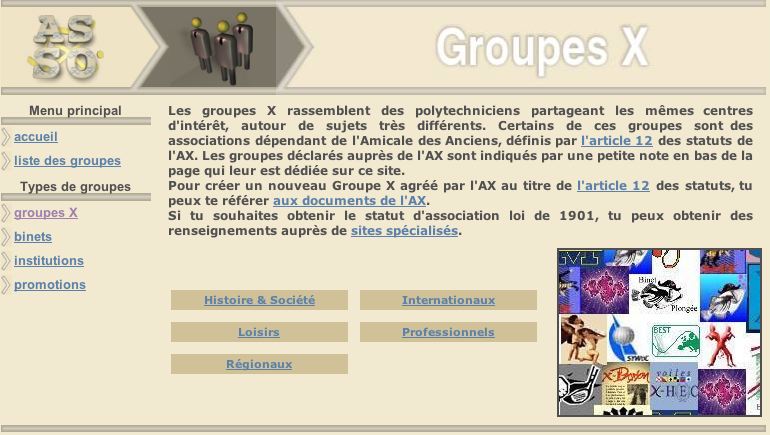 AS
SO
Groupes X
Menu principal
accueil
liste des groupes
Types de groupes
groupes X
binets
institutions
promotions
Les groupes X rassemblent des polytechniciens partageant les mêmes centres
d'intérêt, autour de sujets très différents. Certains de ces groupes sont des
associations dépendant de l'Amicale des Anciens, définis par l'article 12 des statuts de
l'AX. Les groupes déclarés auprès de l'AX sont indiqués par une petite note en bas de la
page qui leur est dédiée sur ce site.
Pour créer un nouveau Groupe X agréé par l'AX au titre de l'article 12 des statuts, tu
peux te référer aux documents de l'AX.
Si tu souhaites obtenir le statut d'association loi de 1901, tu peux obtenir des
renseignements auprès de sites spécialisés.
Histoire & Société
Internationaux
Loisirs
Professionnels
Régionaux
Binet
Plongée
BEST
voiles
X-HEC